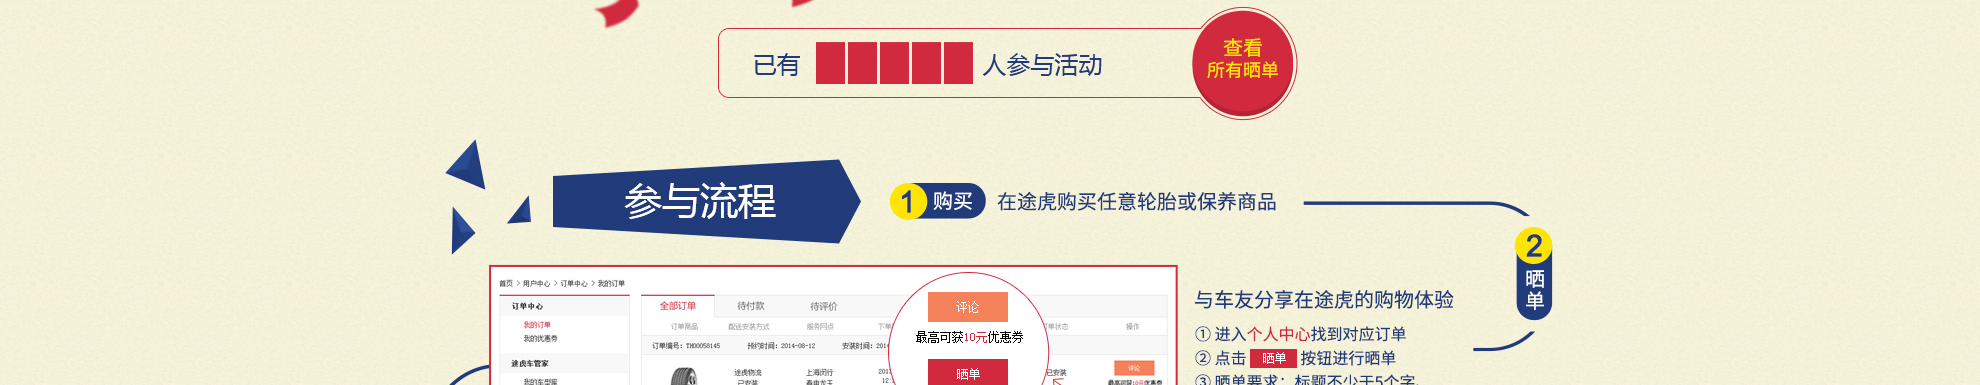 已有 人参与活动
查看
所有晒单
参与流程
1 购买 在途虎购买任意轮胎或保养商品
2 晒单
与车友分享在途虎的购物体验
① 进入个人中心找到对应订单
② 点击 晒单 按钮进行晒单
③ 晒单要求：标题不少于5个字，
首页 > 用户中心 > 订单中心 > 我的订单
订单中心
我的订单
我的优惠券
途虎车管家
我的车型库
全部订单 待付款 待评价
订单商品 配送安装方式 服务网点 下单 订单状态 操作
订单编号：TH00058145 预约时间：2014-08-12 安装时间：201
途虎物流 上海闵行 201 已安装
已安装 春申龙玉 12:
评论
最高可获10元优惠券
晒单
评论
最高可获10元优惠券